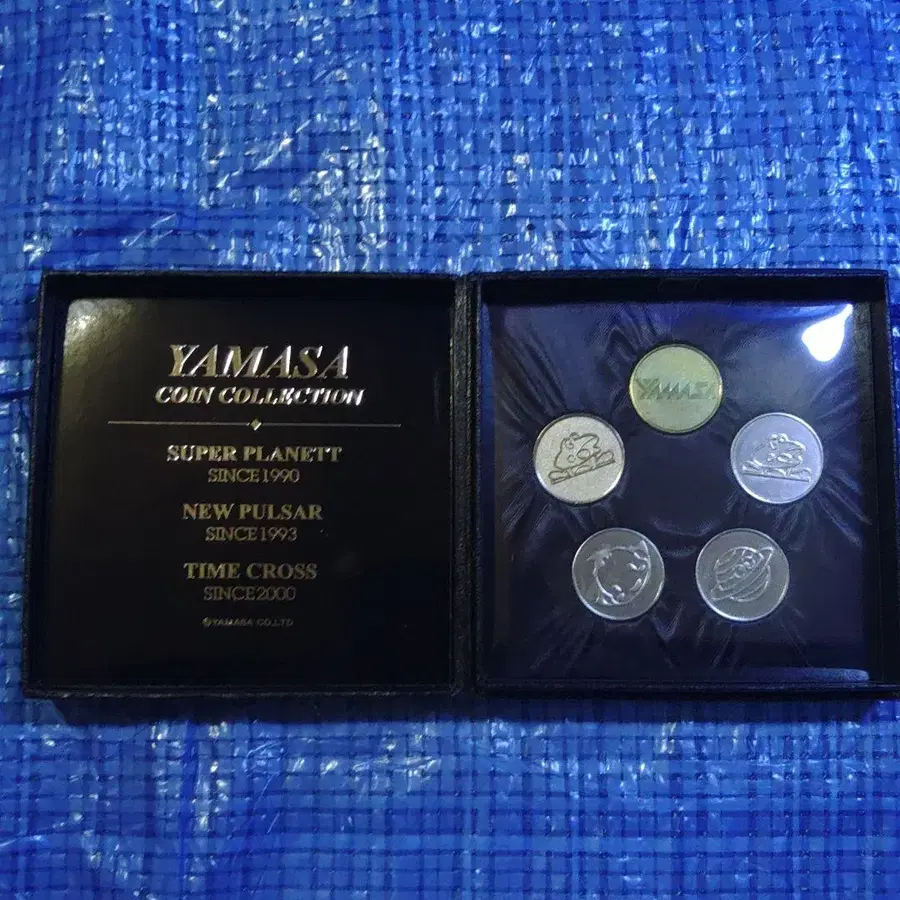 YAMASA
COIN COLLECTION
SUPER PLANETT
SINCE 1990
NEW PULSAR
SINCE 1993
TIME CROSS
SINCE 2000
©YAMASA CO.LTD
YAMASA